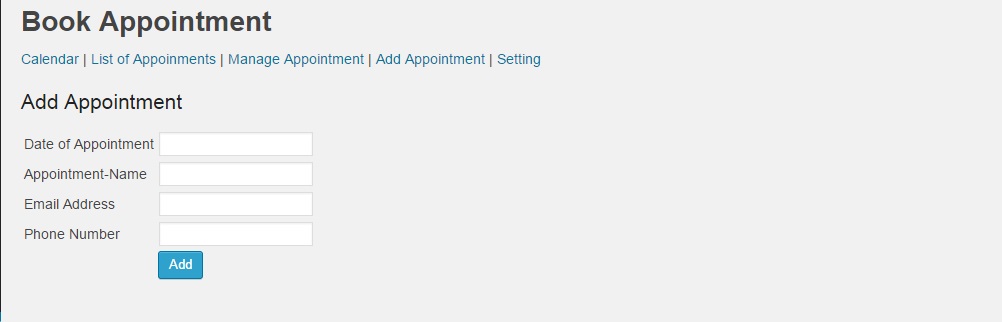 Book Appointment
Calendar | List of Appoinments | Manage Appointment | Add Appointment | Setting
Add Appointment
Date of Appointment
Appointment-Name
Email Address
Phone Number
Add